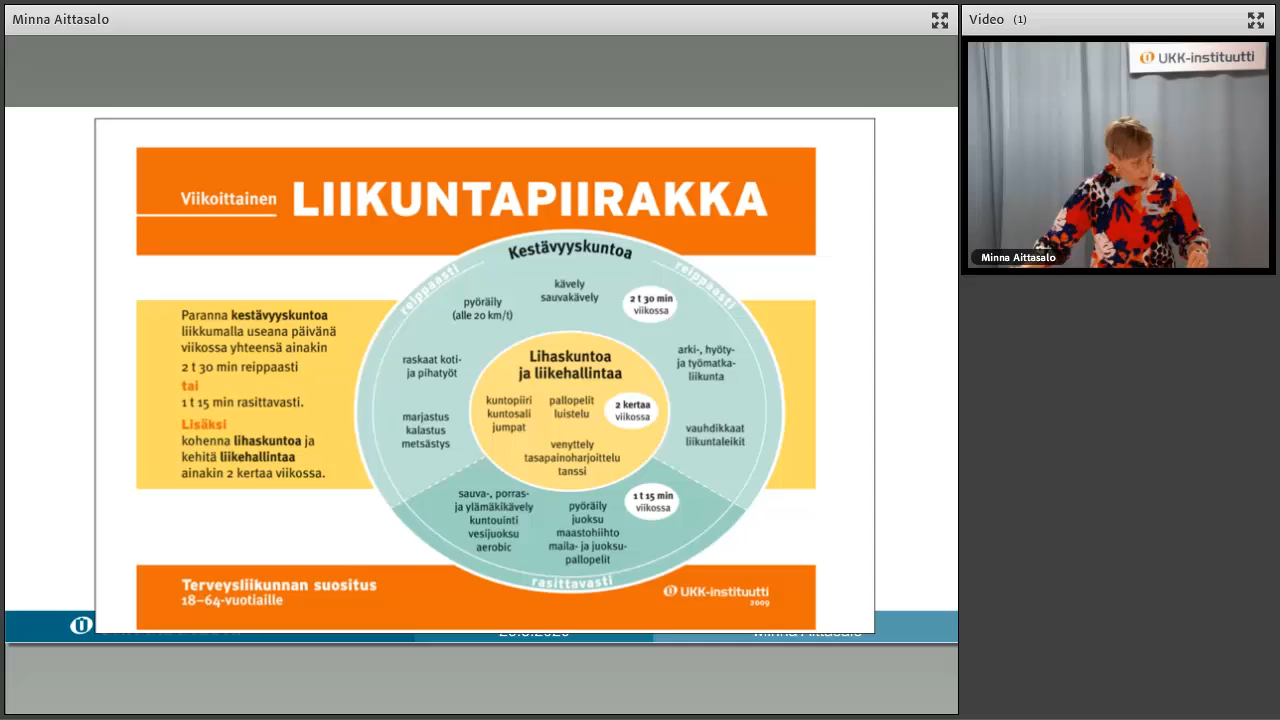 Minna Aittasalo
Video (1)
UKK-instituutti
Minna Aittasalo
Viikoittainen LIIKUNTAPIIRAKKA
Kestävyyskuntoa
reippaasti
reippaasti
kävely
sauvakävely
pyöräily
(alle 20 km/t)
2 t 30 min
viikossa
raskaat koti-
ja pihatyöt
arki-, hyöty-
ja työmatka-
liikunta
marjastus
kalastus
metsästys
vauhdikkaat
liikuntaleikit
Lihaskuntoa
ja liikehallintaa
kuntopiiri
kuntosali
jumpat
pallopelit
luistelu
2 kertaa
viikossa
venyttely
tasapainoharjoittelu
tanssi
sauva-, porras-
ja ylämäkikävely
kuntouinti
vesijuoksu
aerobic
pyöräily
juoksu
maastohiihto
maila- ja juoksu-
pallopelit
1 t 15 min
viikossa
rasittavasti
Paranna kestävyyskuntoa
liikkumalla useana päivänä
viikossa yhteensä ainakin
2 t 30 min reippaasti
tai
1 t 15 min rasittavasti.
Lisäksi
kohenna lihaskuntoa ja
kehitä liikehallintaa
ainakin 2 kertaa viikossa.
Terveysliikunnan suositus
18–64-vuotiaille
UKK-instituutti
2009
Minna Aittasalo